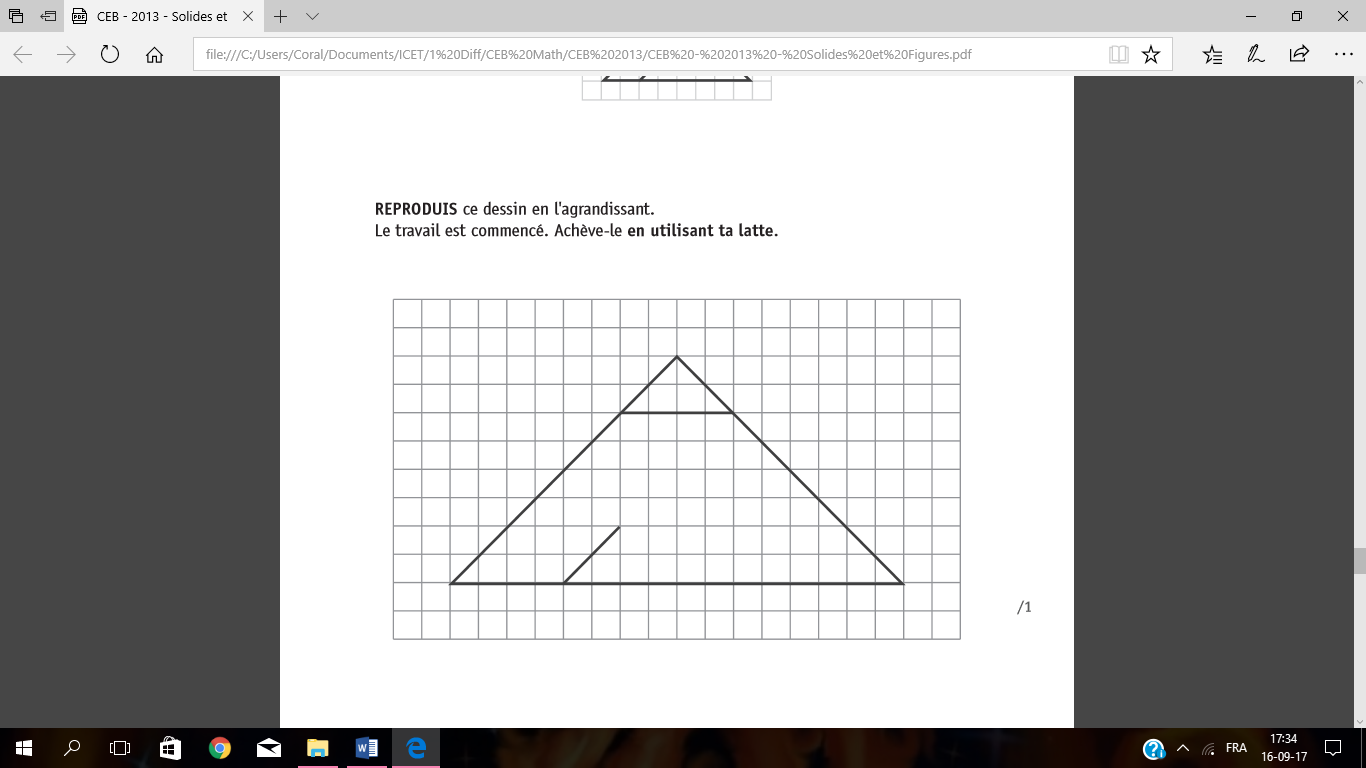 CEB - 2013 - Solides et
file:///C:/Users/Coral/Documents/ICET/1%20Diff/CEB%20Math/CEB%202013/CEB%20-%202013%20-%20Solides%20et%20Figures.pdf
REPRODUIS ce dessin en l'agrandissant.
Le travail est commencé. Achève-le en utilisant ta latte.
/1
17:34
FRA
16-09-17